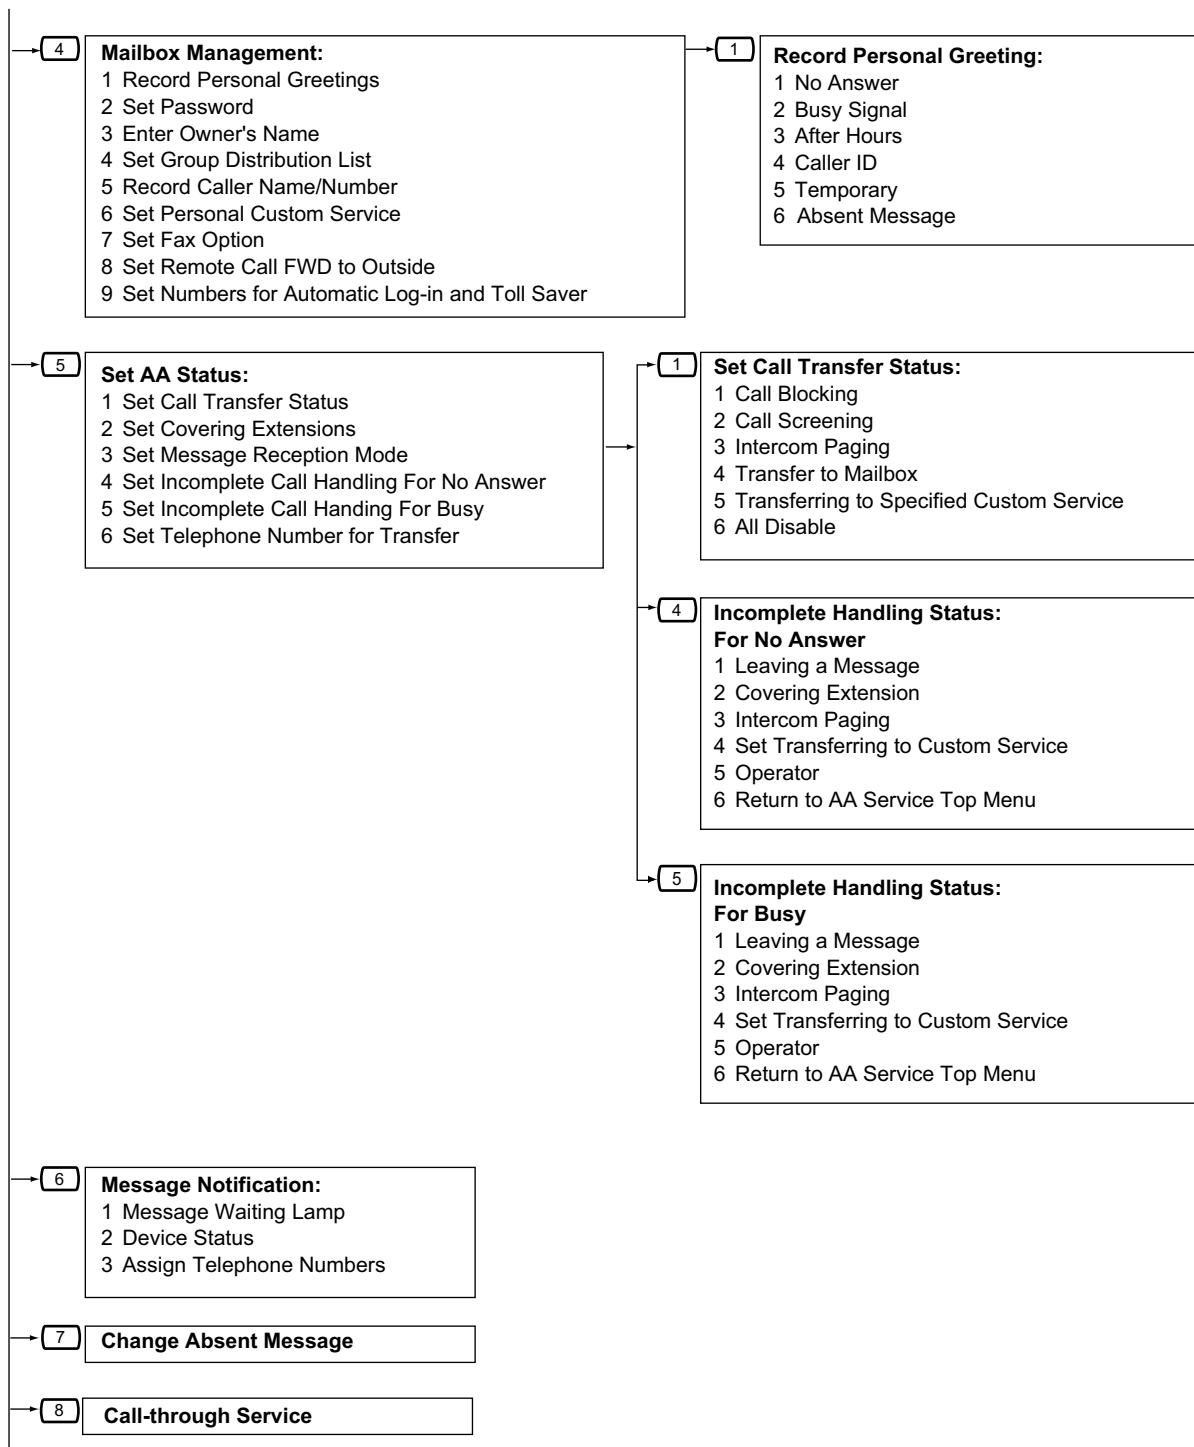 4
Mailbox Management:
1 Record Personal Greetings
2 Set Password
3 Enter Owner's Name
4 Set Group Distribution List
5 Record Caller Name/Number
6 Set Personal Custom Service
7 Set Fax Option
8 Set Remote Call FWD to Outside
9 Set Numbers for Automatic Log-in and Toll Saver
1
Record Personal Greeting:
1 No Answer
2 Busy Signal
3 After Hours
4 Caller ID
5 Temporary
6 Absent Message
5
Set AA Status:
1 Set Call Transfer Status
2 Set Covering Extensions
3 Set Message Reception Mode
4 Set Incomplete Call Handling For No Answer
5 Set Incomplete Call Handing For Busy
6 Set Telephone Number for Transfer
1
Set Call Transfer Status:
1 Call Blocking
2 Call Screening
3 Intercom Paging
4 Transfer to Mailbox
5 Transferring to Specified Custom Service
6 All Disable
4
Incomplete Handling Status:
For No Answer
1 Leaving a Message
2 Covering Extension
3 Intercom Paging
4 Set Transferring to Custom Service
5 Operator
6 Return to AA Service Top Menu
5
Incomplete Handling Status:
For Busy
1 Leaving a Message
2 Covering Extension
3 Intercom Paging
4 Set Transferring to Custom Service
5 Operator
6 Return to AA Service Top Menu
6
Message Notification:
1 Message Waiting Lamp
2 Device Status
3 Assign Telephone Numbers
7
Change Absent Message
8
Call-through Service